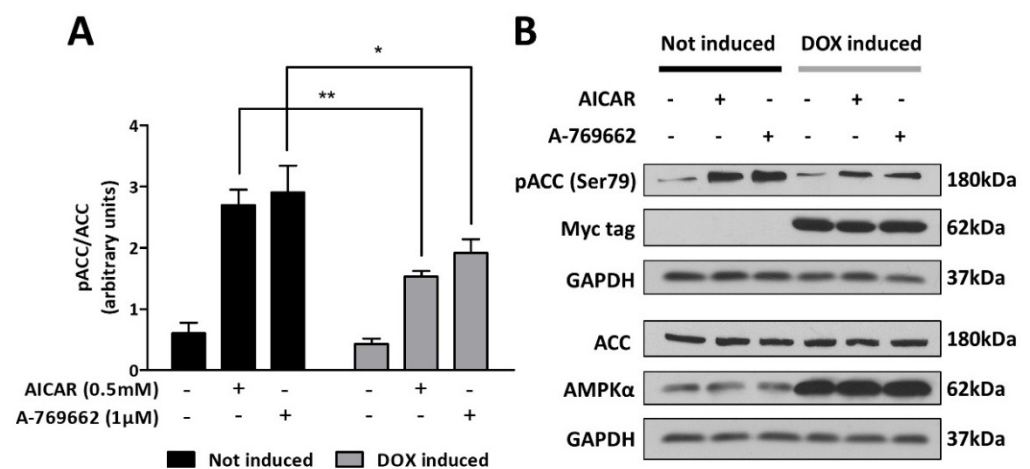 A
*
**
4
3
2
1
0
pACC/ACC
(arbitrary units)
AICAR (0.5mM) - + - - + -
A-769662 (1µM) - - + - - +
Not induced DOX induced
B
Not induced DOX induced
AICAR - + - - + -
A-769662 - - + - - +
pACC (Ser79) 180kDa
Myc tag 62kDa
GAPDH 37kDa
ACC 180kDa
AMPKα 62kDa
GAPDH 37kDa